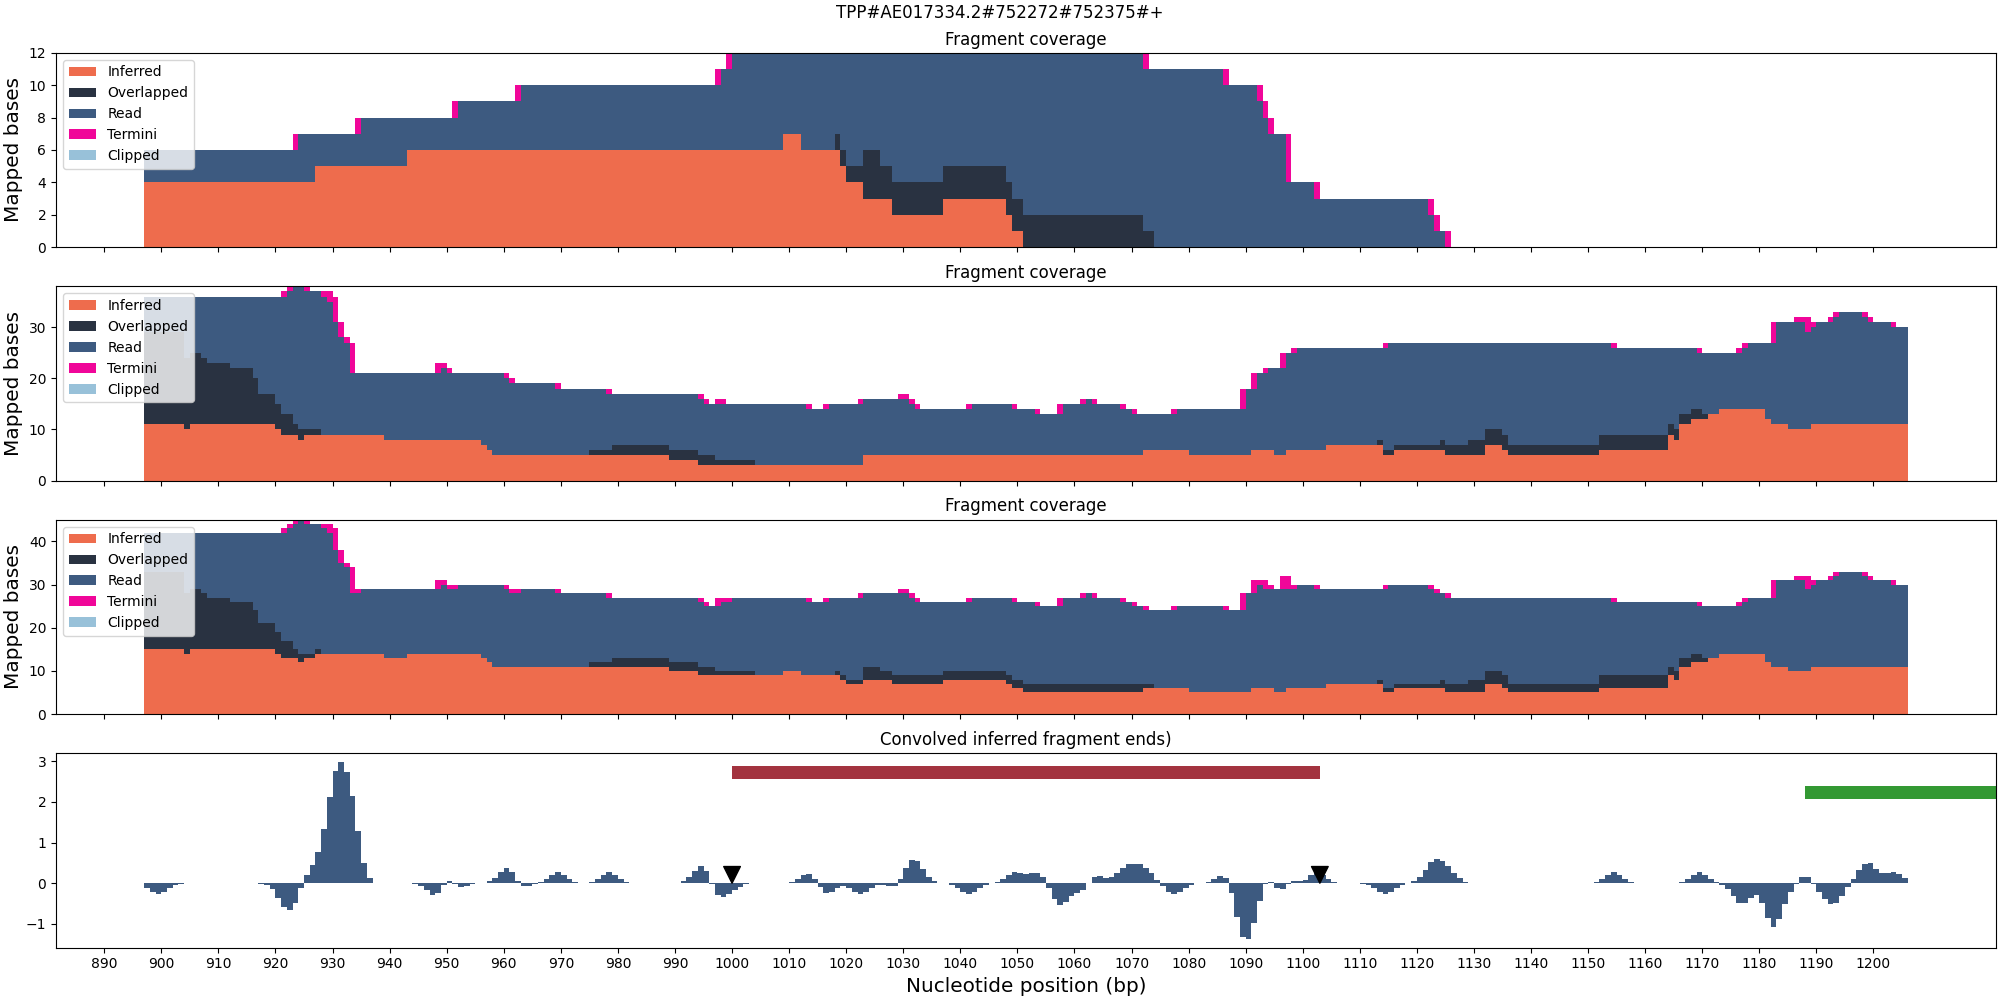 TPP#AE017334.2#752272#752375#+
Fragment coverage
Mapped bases
12
10
8
6
4
2
0
Inferred
Overlapped
Read
Termini
Clipped
Fragment coverage
Mapped bases
30
20
10
0
Inferred
Overlapped
Read
Termini
Clipped
Fragment coverage
Mapped bases
40
30
20
10
0
Inferred
Overlapped
Read
Termini
Clipped
Convolved inferred fragment ends)
3
2
1
0
−1
890 900 910 920 930 940 950 960 970 980 990 1000 1010 1020 1030 1040 1050 1060 1070 1080 1090 1100 1110 1120 1130 1140 1150 1160 1170 1180 1190 1200
Nucleotide position (bp)